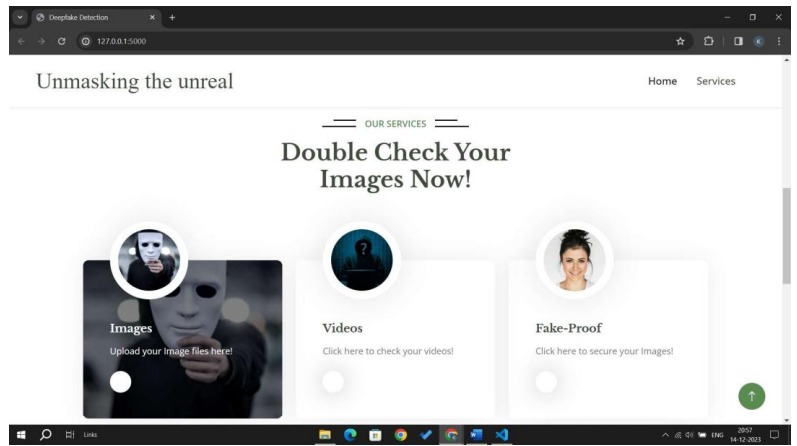 Deepfake Detection
127.0.0.1:5000
K
Unmasking the unreal
Home Services
OUR SERVICES
Double Check Your
Images Now!
?
Images
Upload your Image files here!
Videos
Click here to check your videos!
Fake-Proof
Click here to secure your Images!
Links
ENG
20:57
14-12-2023